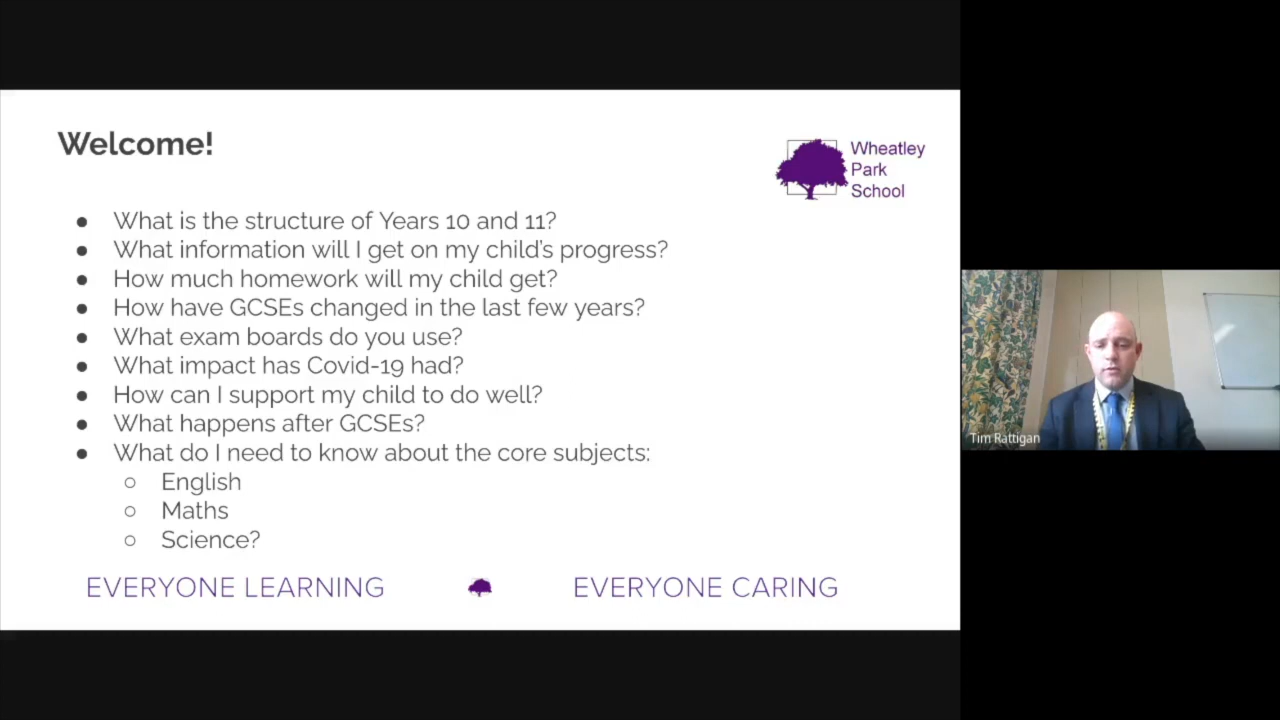 Welcome!
Wheatley
Park
School
● What is the structure of Years 10 and 11?
● What information will I get on my child's progress?
● How much homework will my child get?
● How have GCSEs changed in the last few years?
● What exam boards do you use?
● What impact has Covid-19 had?
● How can I support my child to do well?
● What happens after GCSEs?
● What do I need to know about the core subjects:
○ English
○ Maths
○ Science?
EVERYONE LEARNING EVERYONE CARING
Tim Rattigan